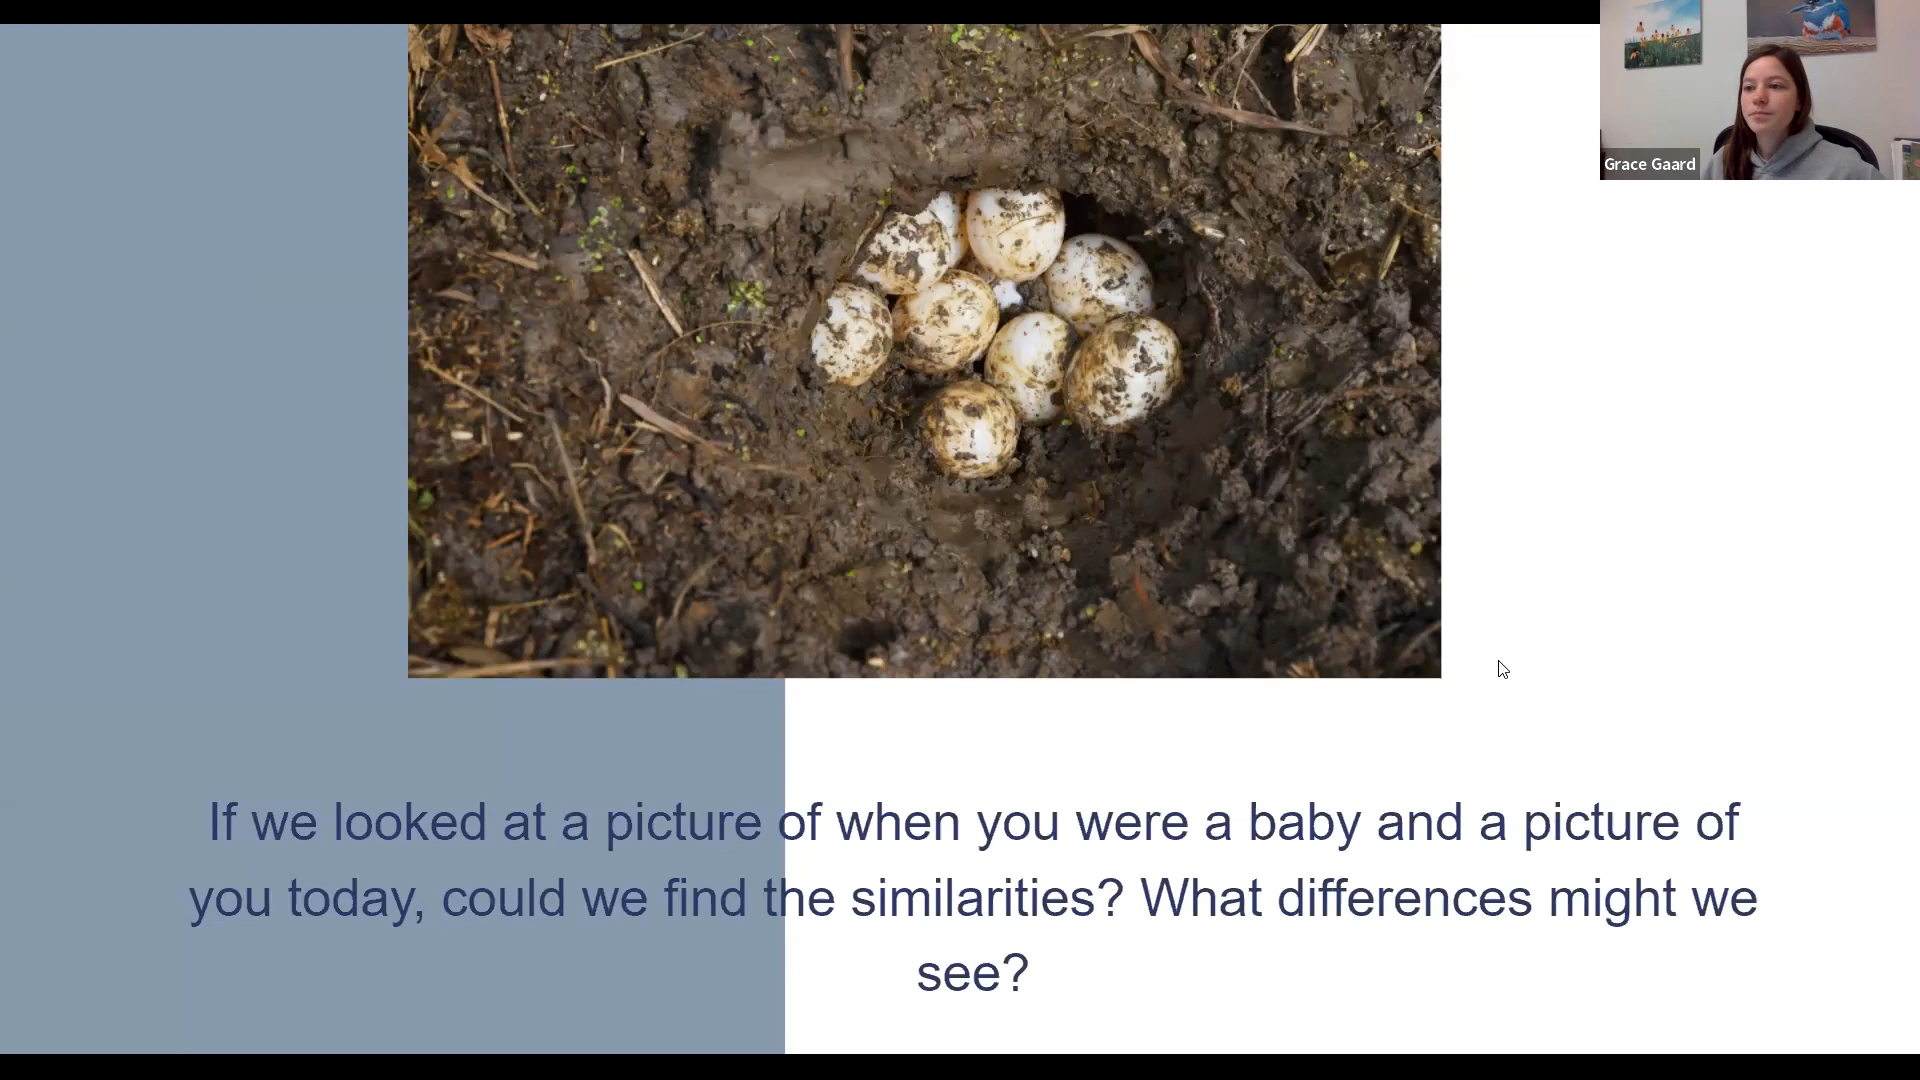 Grace Gaard
If we looked at a picture of when you were a baby and a picture of
you today, could we find the similarities? What differences might we
see?